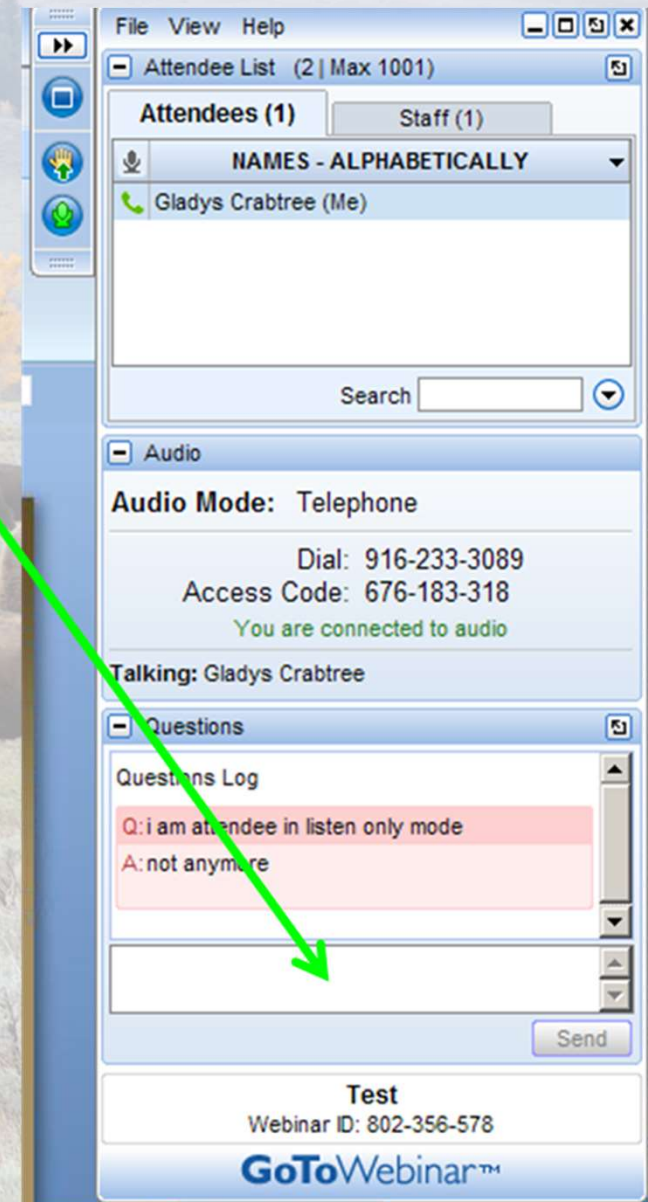 File View Help
Attendee List (2 | Max 1001)
Attendees (1) Staff (1)
NAMES - ALPHABETICALLY
Gladys Crabtree (Me)
Search
Audio
Audio Mode: Telephone
Dial: 916-233-3089
Access Code: 676-183-318
You are connected to audio
Talking: Gladys Crabtree
Questions
Questions Log
Q: i am attendee in listen only mode
A: not anymore
Send
Test
Webinar ID: 802-356-578
GoToWebinar™